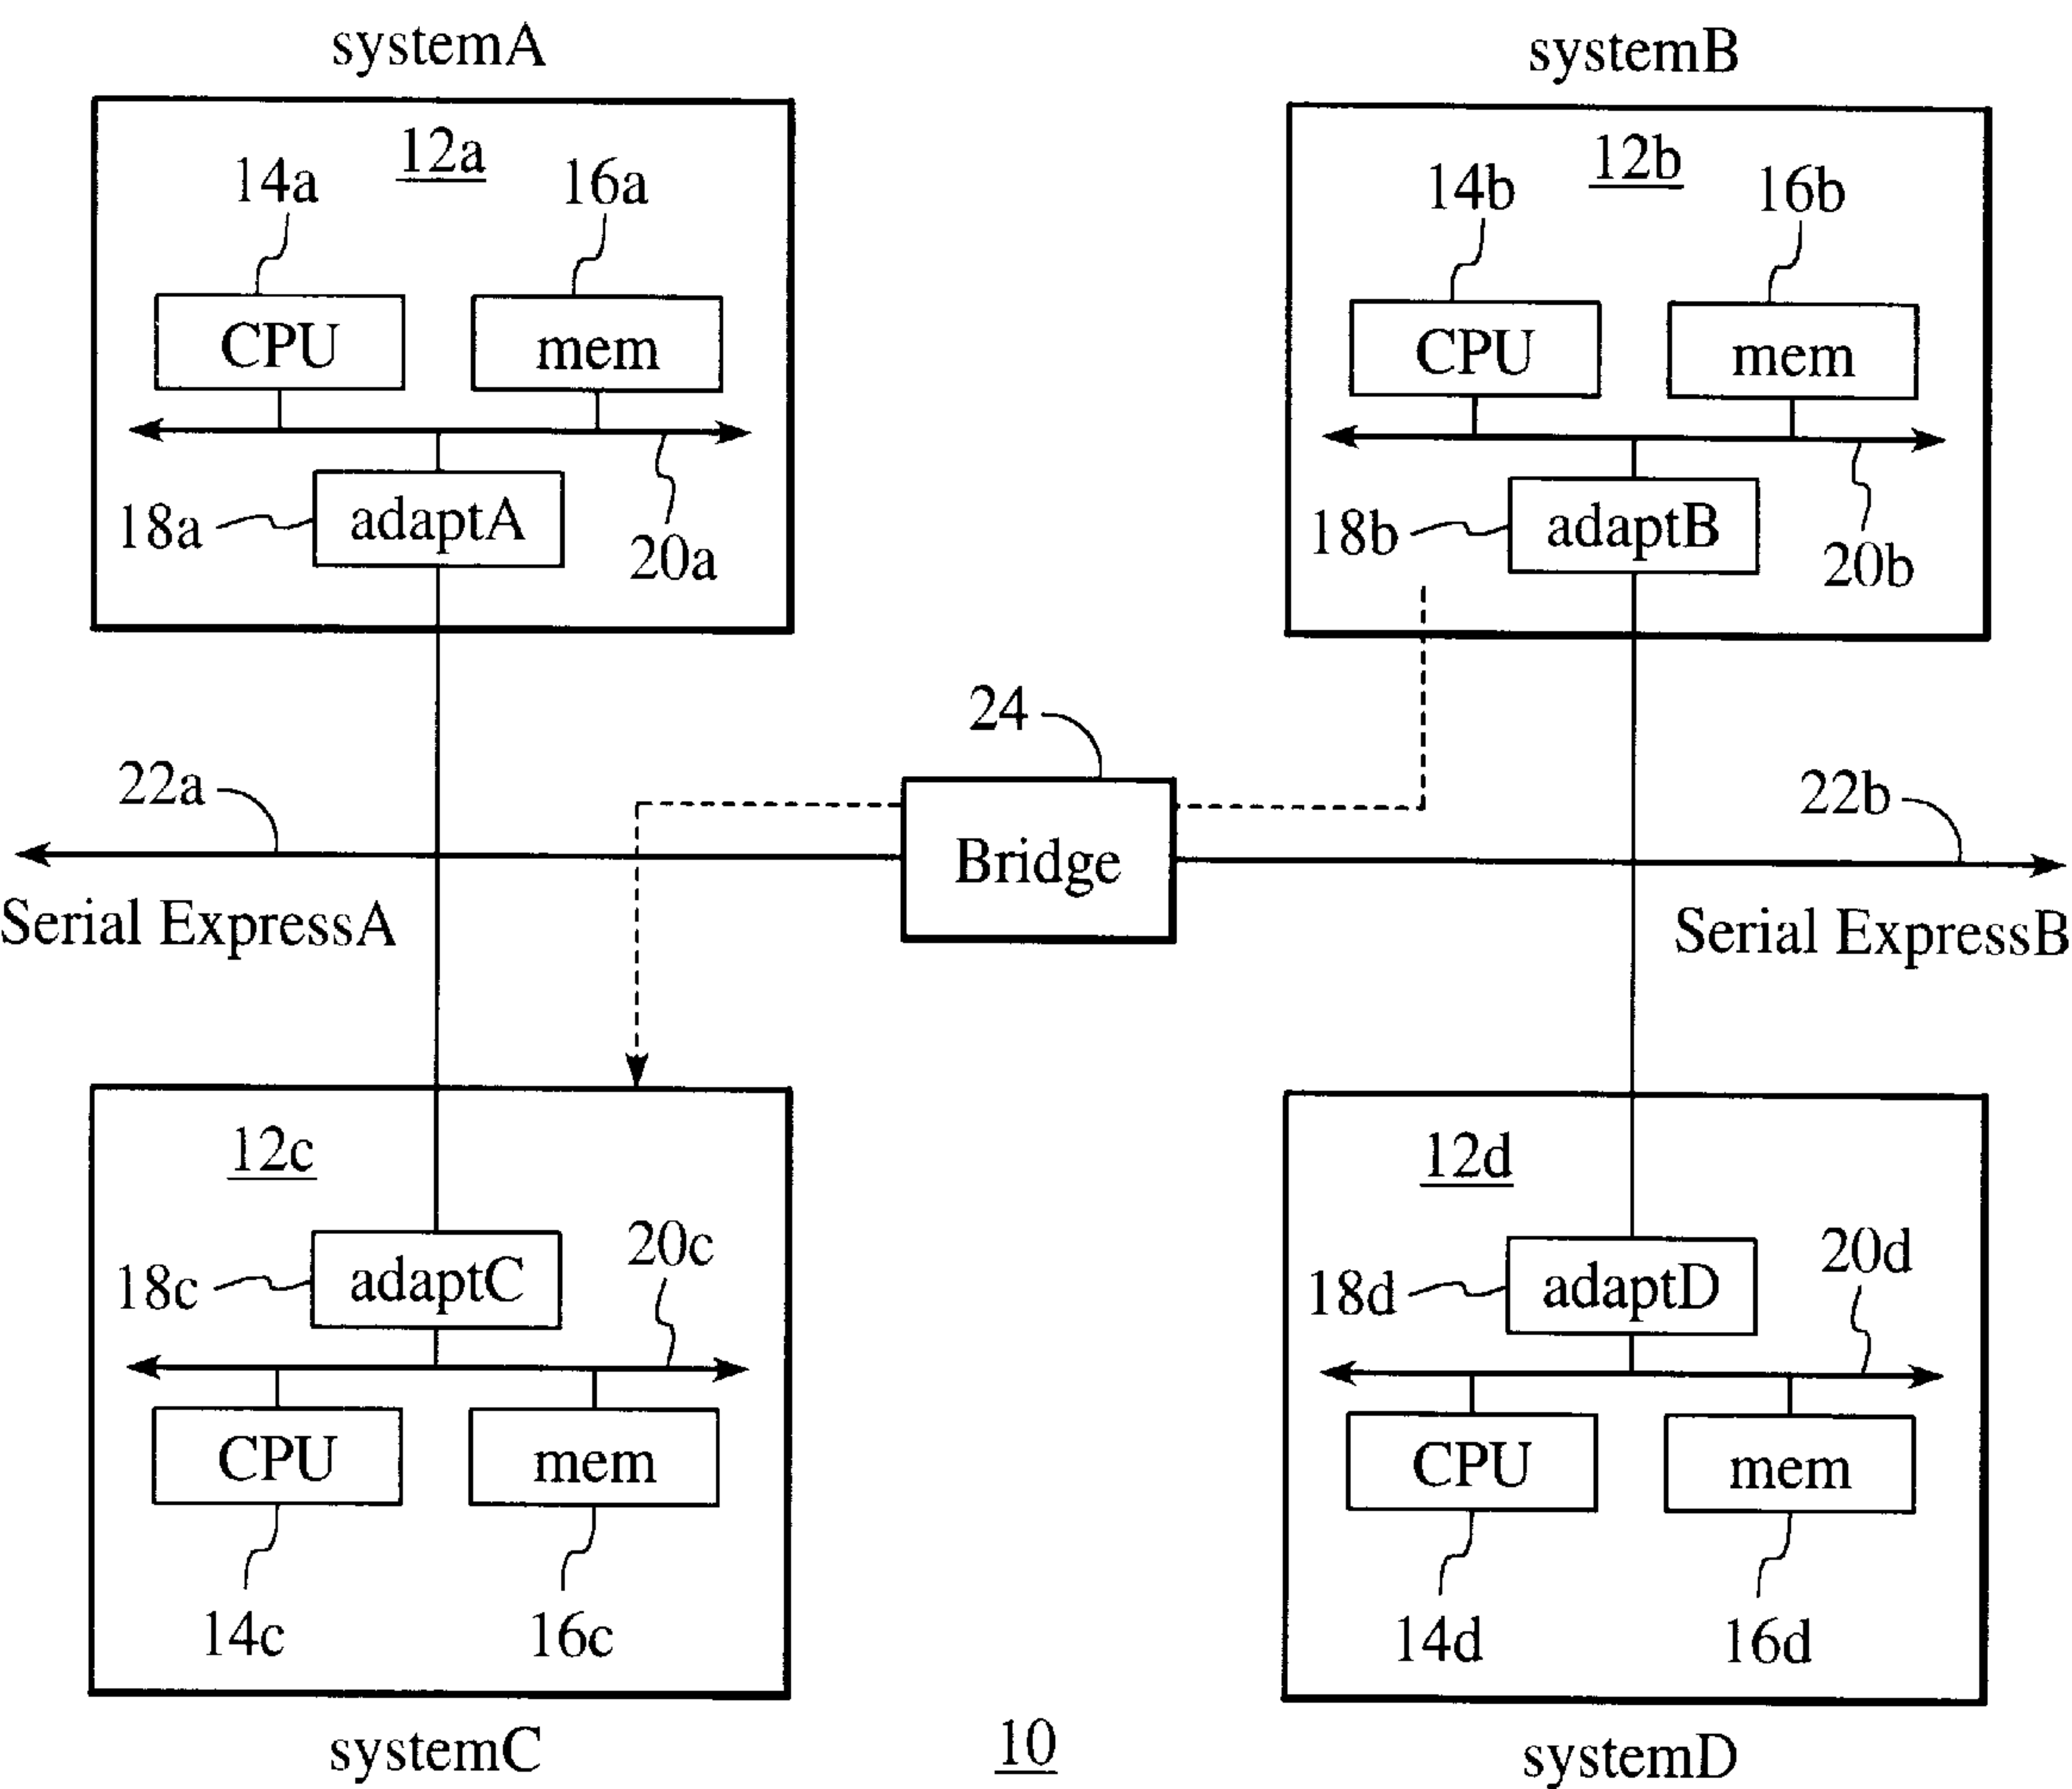 systemA
systemB
12a
14a
16a
CPU
mem
18a
adaptA
20a
12b
14b
16b
CPU
mem
18b
adaptB
20b
24
22a
Bridge
22b
Serial ExpressA
Serial ExpressB
12c
18c
adaptC
20c
CPU
mem
14c
16c
12d
18d
adaptD
20d
CPU
mem
14d
16d
systemC
10
systemD